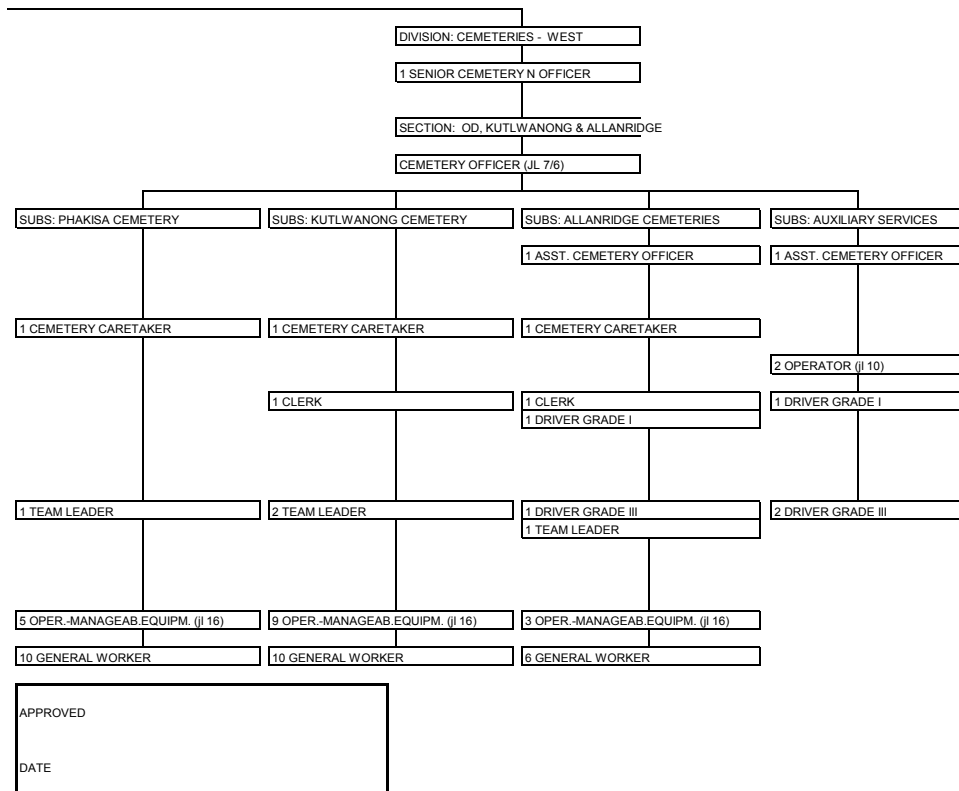 DIVISION: CEMETERIES - WEST
1 SENIOR CEMETERY N OFFICER
SECTION: OD, KUTLWANONG & ALLANRIDGE
CEMETERY OFFICER (JL 7/6)
SUBS: PHAKISA CEMETERY
SUBS: KUTLWANONG CEMETERY
SUBS: ALLANRIDGE CEMETERIES
SUBS: AUXILIARY SERVICES
1 ASST. CEMETERY OFFICER
1 ASST. CEMETERY OFFICER
1 CEMETERY CARETAKER
1 CEMETERY CARETAKER
1 CEMETERY CARETAKER
2 OPERATOR (jl 10)
1 CLERK
1 CLERK
1 DRIVER GRADE I
1 DRIVER GRADE I
1 TEAM LEADER
2 TEAM LEADER
1 DRIVER GRADE III
2 DRIVER GRADE III
1 TEAM LEADER
5 OPER.-MANAGEAB.EQUIPM. (jl 16)
9 OPER.-MANAGEAB.EQUIPM. (jl 16)
3 OPER.-MANAGEAB.EQUIPM. (jl 16)
10 GENERAL WORKER
10 GENERAL WORKER
6 GENERAL WORKER
APPROVED
DATE